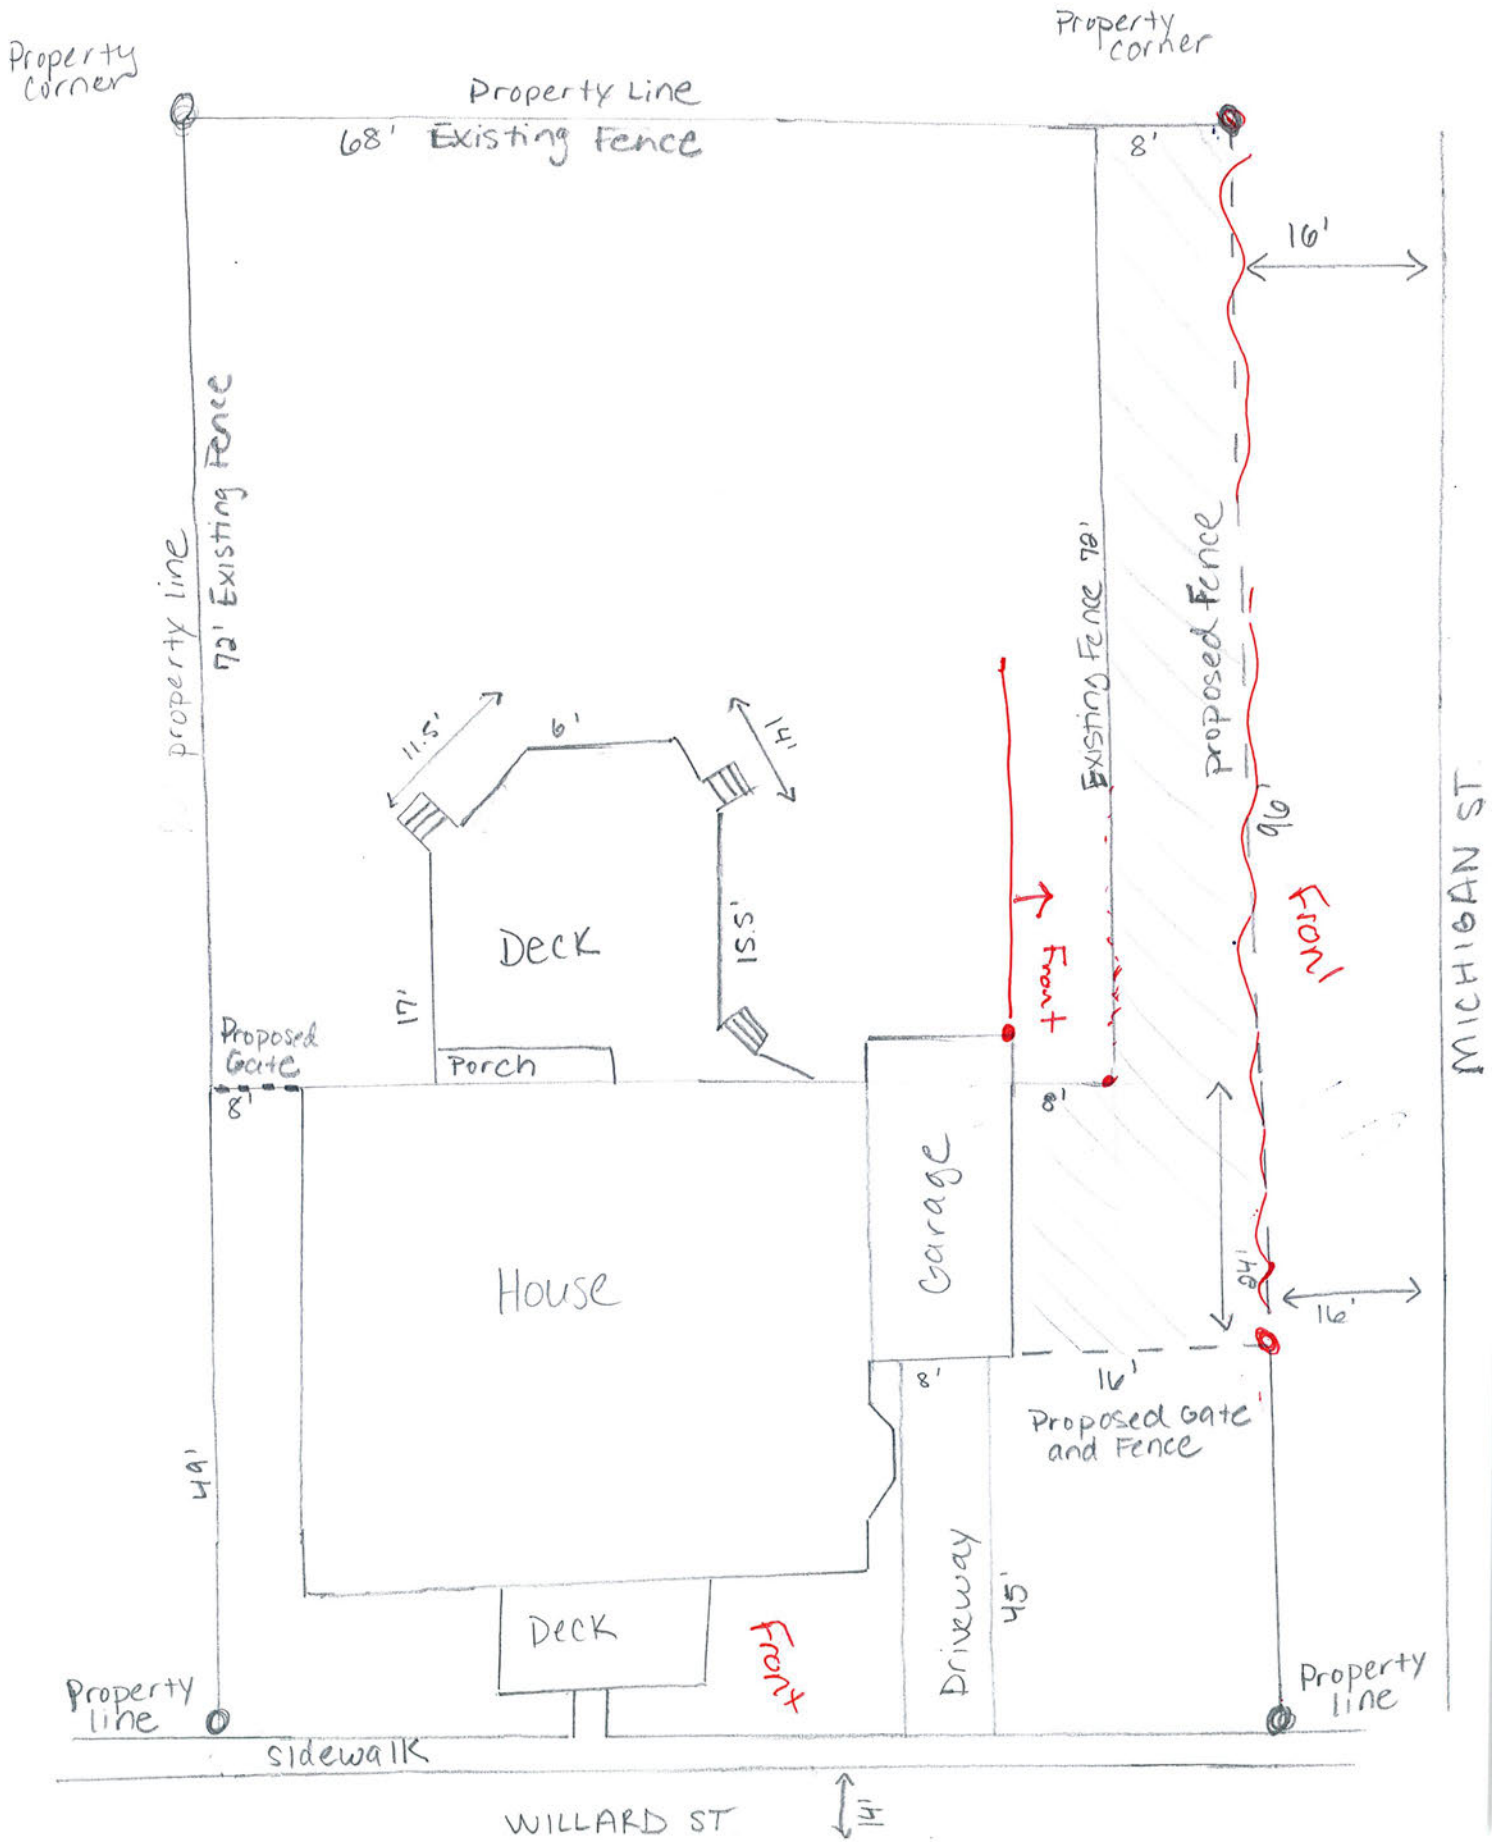 Property
corner
Property
Corner
Property Line
68' Existing Fence
8'
16'
72' Existing Fence
property line
Existing Fence 72'
proposed Fence
96'
Front
MICHIGAN ST
11.5'
6'
14'
Deck
15.5'
17'
Front
Proposed
Gate
8'
Porch
8'
Garage
House
24'
16'
8'
16'
Proposed Gate
and Fence
49'
Driveway
45'
Deck
Front
Property
line
Property
line
Sidewalk
WILLARD ST
14'